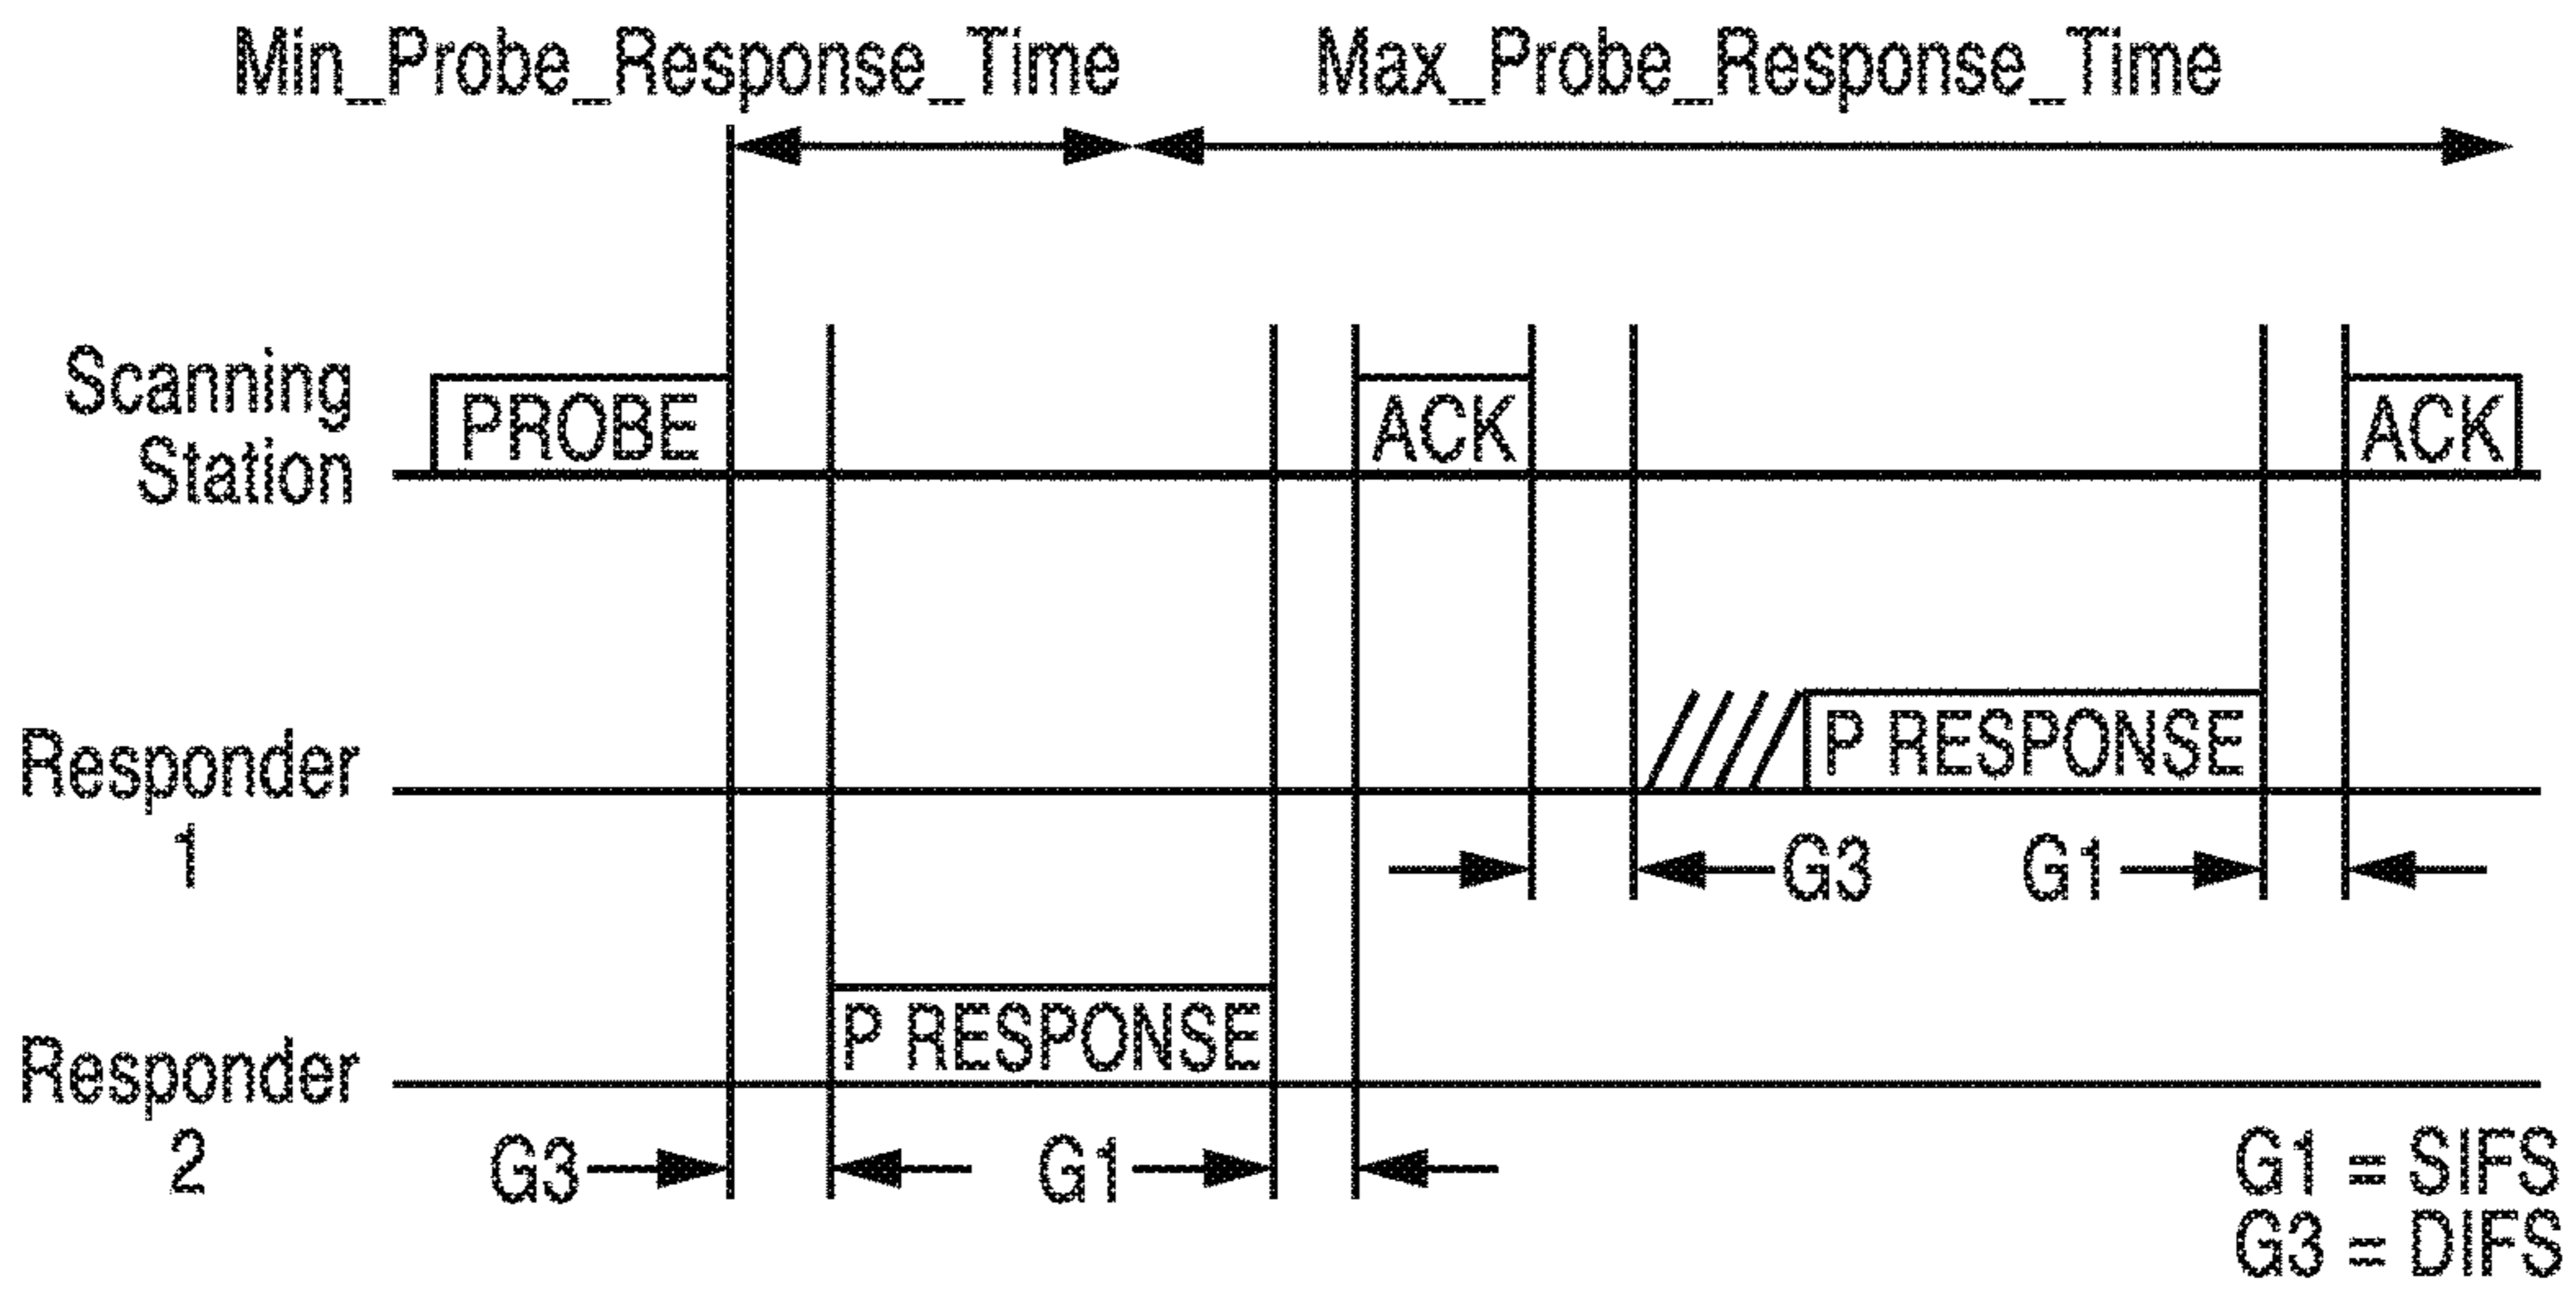 Min_Probe_Response_Time Max_Probe_Response_Time
Scanning
Station
PROBE
ACK
ACK
Responder
1
P RESPONSE
G3
G1
Responder
2
P RESPONSE
G3
G1
G1 = SIFS
G3 = DIFS